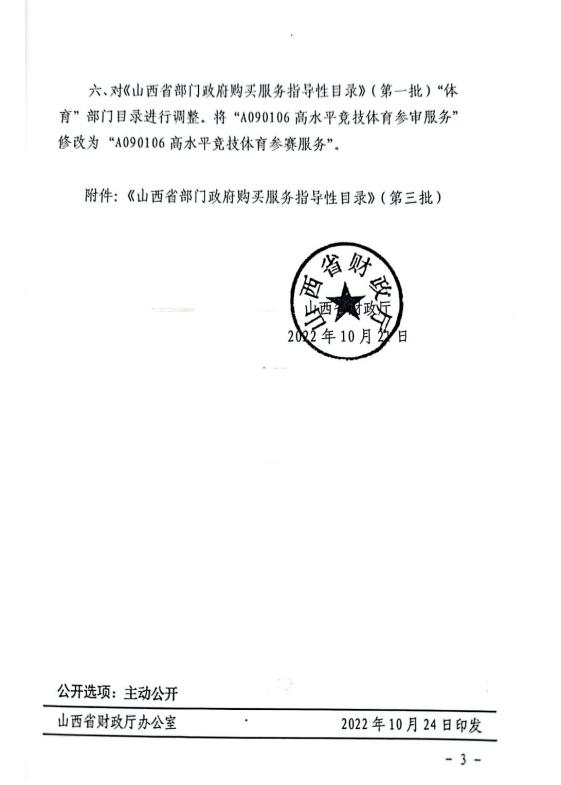 六、对《山西省部门政府购买服务指导性目录》（第一批）“体
育”部门目录进行调整。将“A090106 高水平竞技体育参审服务”
修改为“A090106 高水平竞技体育参赛服务”。
附件：《山西省部门政府购买服务指导性目录》（第三批）
山西省财政厅
山西省财政厅
2022 年 10 月 21 日
公开选项：主动公开
山西省财政厅办公室 2022 年 10 月 24 日印发
- 3 -